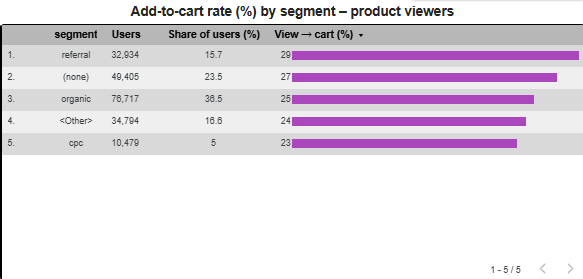 Add-to-cart rate (%) by segment – product viewers
segment Users Share of users (%) View → cart (%)
1. referral 32,934 15.7 29
2. (none) 49,405 23.5 27
3. organic 76,717 36.5 25
4. <Other> 34,794 16.6 24
5. cpc 10,479 5 23
1 - 5 / 5